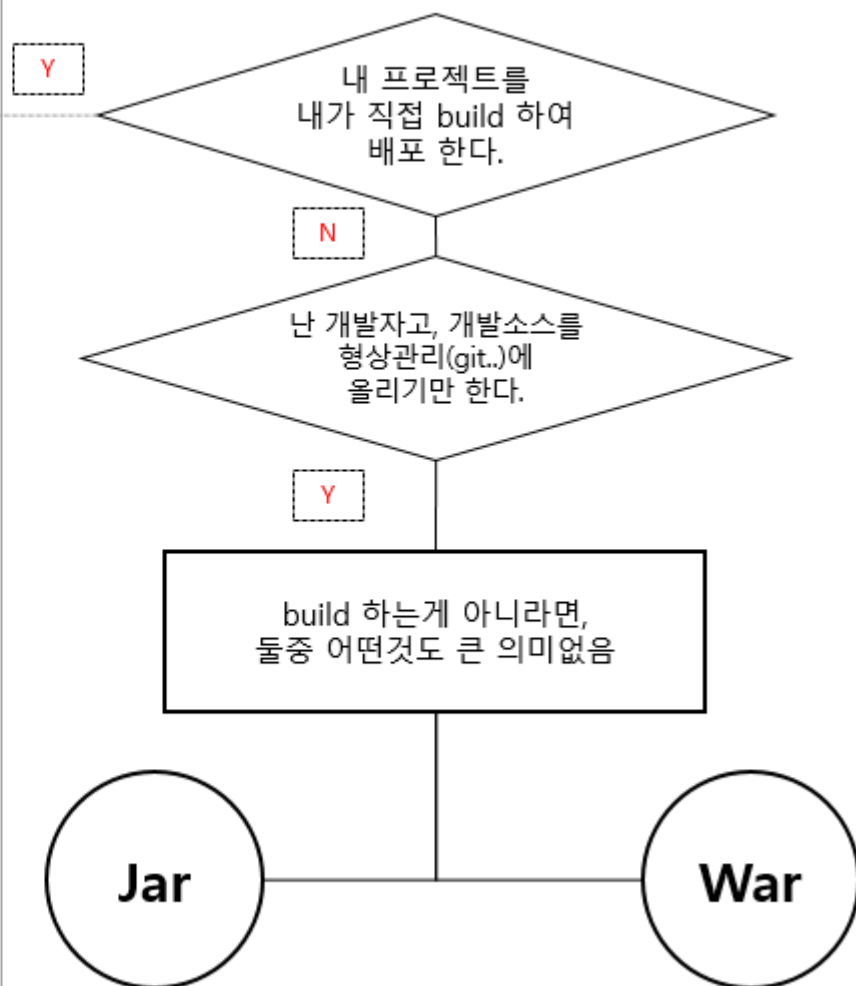 Y
내 프로젝트를
내가 직접 build 하여
배포 한다.
N
난 개발자고, 개발소스를
형상관리(git..)에
올리기만 한다.
Y
build 하는게 아니라면,
둘중 어떤것도 큰 의미없음
Jar
War